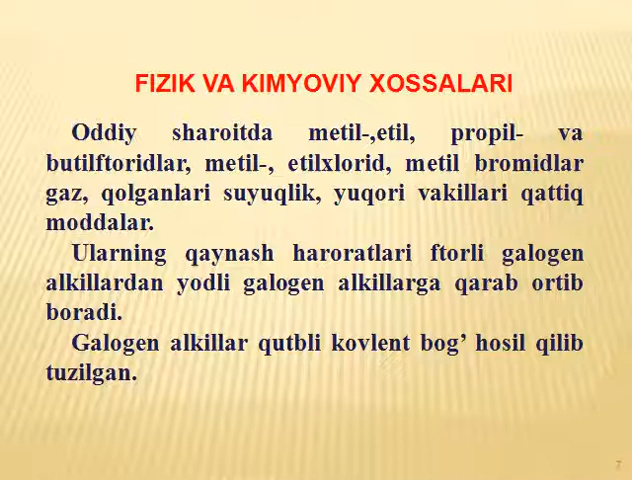 FIZIK VA KIMYOVIY XOSSALARI
Oddiy sharoitda metil-,etil, propil- va
butilftoridlar, metil-, etilxlorid, metil bromidlar
gaz, qolganlari suyuqlik, yuqori vakillari qattiq
moddalar.
Ularning qaynash haroratlari ftorli galogen
alkillardan yodli galogen alkillarga qarab ortib
boradi.
Galogen alkillar qutbli kovlent bog’ hosil qilib
tuzilgan.
7